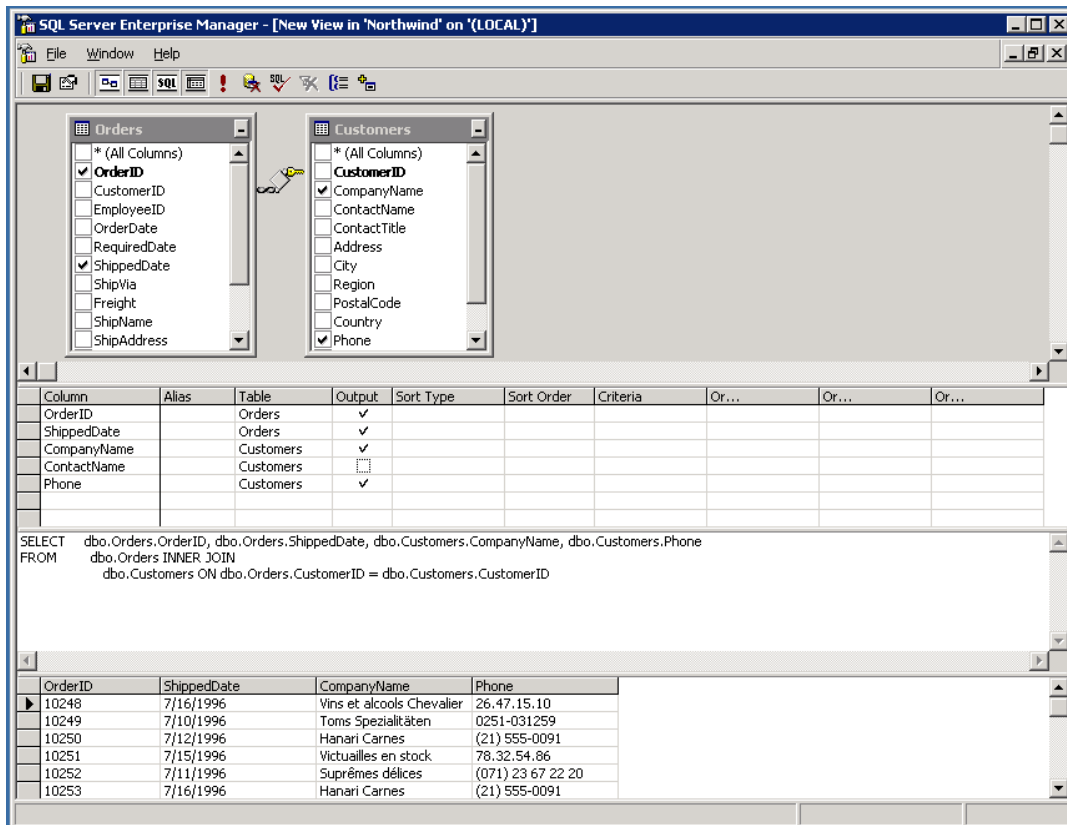 SQL Server Enterprise Manager - [New View in 'Northwind' on '(LOCAL)']
File Window Help
SQL SQL
Orders
* (All Columns)
OrderID
CustomerID
EmployeeID
OrderDate
RequiredDate
ShippedDate
ShipVia
Freight
ShipName
ShipAddress
Customers
* (All Columns)
CustomerID
CompanyName
ContactName
ContactTitle
Address
City
Region
PostalCode
Country
Phone
Column Alias Table Output Sort Type Sort Order Criteria Or... Or... Or...
OrderID Orders
ShippedDate Orders
CompanyName Customers
ContactName Customers
Phone Customers
SELECT dbo.Orders.OrderID, dbo.Orders.ShippedDate, dbo.Customers.CompanyName, dbo.Customers.Phone
FROM dbo.Orders INNER JOIN
dbo.Customers ON dbo.Orders.CustomerID = dbo.Customers.CustomerID
OrderID ShippedDate CompanyName Phone
10248 7/16/1996 Vins et alcools Chevalier 26.47.15.10
10249 7/10/1996 Toms Spezialitäten 0251-031259
10250 7/12/1996 Hanari Carnes (21) 555-0091
10251 7/15/1996 Victuailles en stock 78.32.54.86
10252 7/11/1996 Suprêmes délices (071) 23 67 22 20
10253 7/16/1996 Hanari Carnes (21) 555-0091